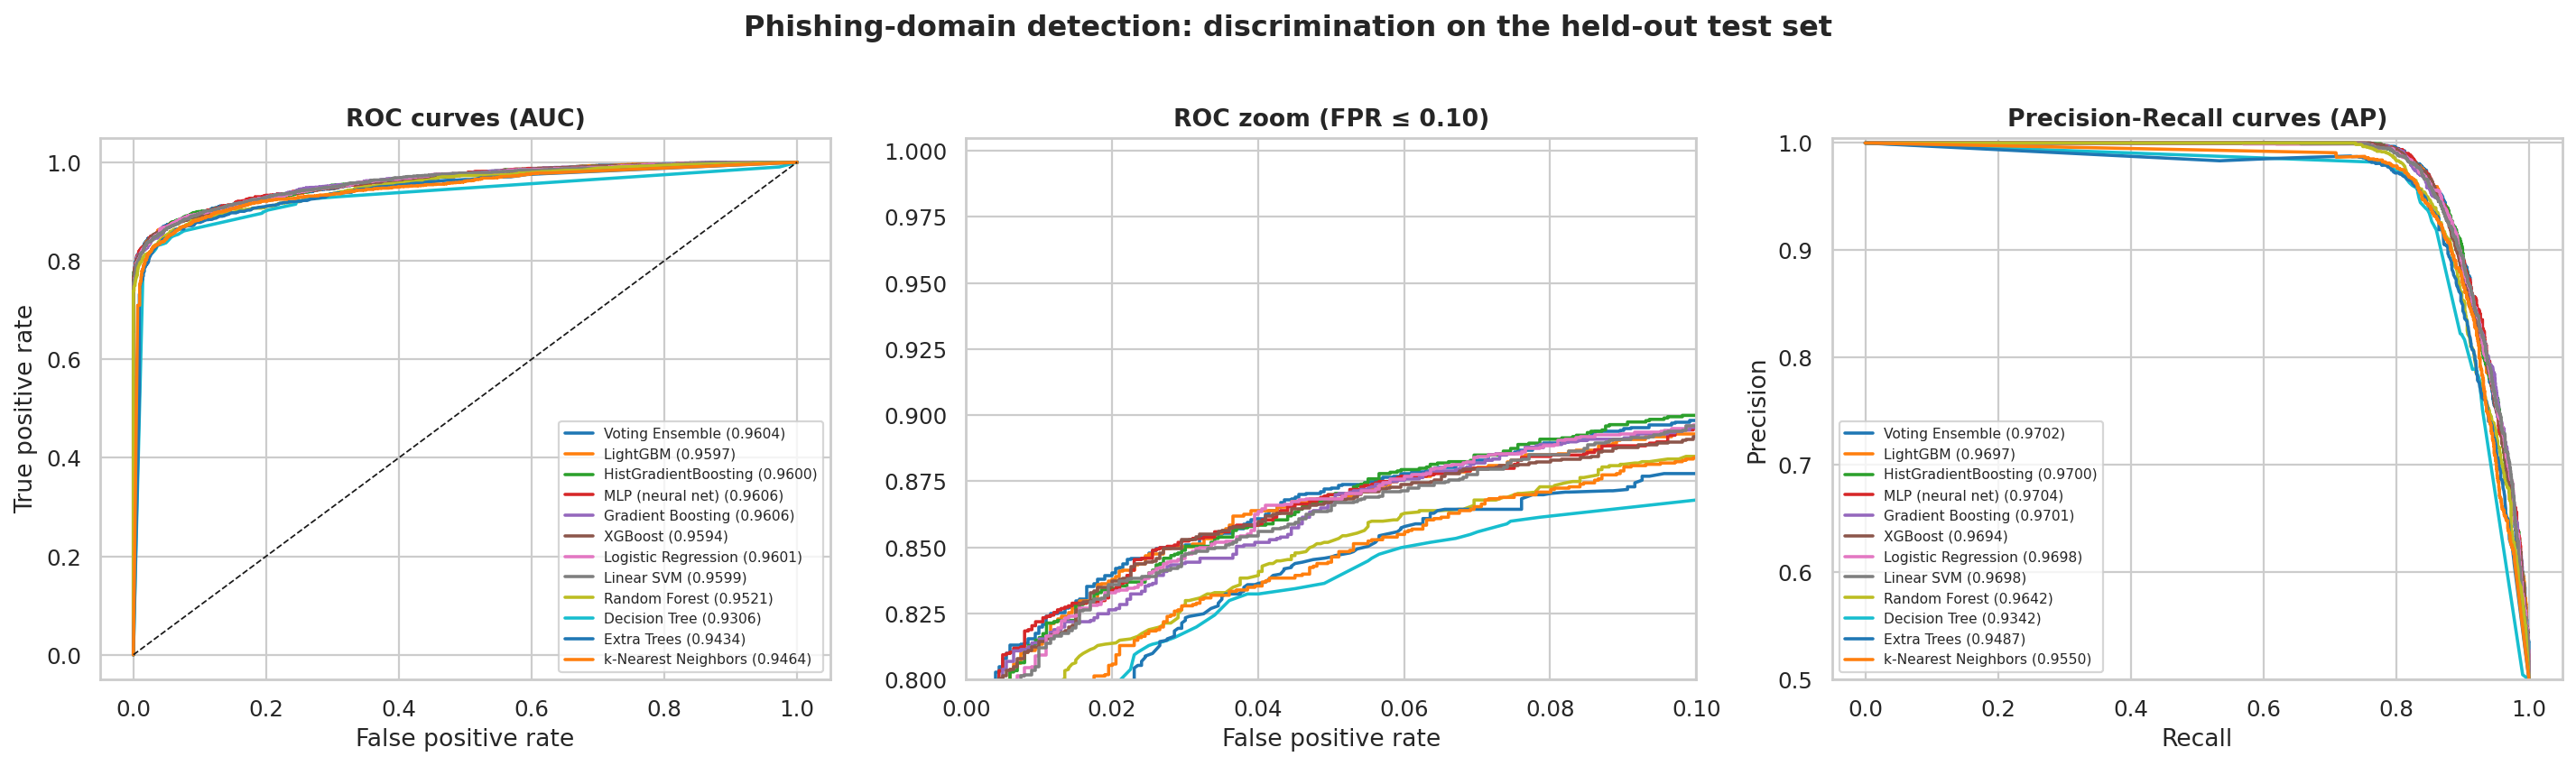 Phishing-domain detection: discrimination on the held-out test set
ROC curves (AUC)
True positive rate
1.0
0.8
0.6
0.4
0.2
0.0
Voting Ensemble (0.9604)
LightGBM (0.9597)
HistGradientBoosting (0.9600)
MLP (neural net) (0.9606)
Gradient Boosting (0.9606)
XGBoost (0.9594)
Logistic Regression (0.9601)
Linear SVM (0.9599)
Random Forest (0.9521)
Decision Tree (0.9306)
Extra Trees (0.9434)
k-Nearest Neighbors (0.9464)
0.0 0.2 0.4 0.6 0.8 1.0
False positive rate
ROC zoom (FPR ≤ 0.10)
1.000
0.975
0.950
0.925
0.900
0.875
0.850
0.825
0.800
0.00 0.02 0.04 0.06 0.08 0.10
False positive rate
Precision-Recall curves (AP)
Precision
1.0
0.9
0.8
0.7
0.6
0.5
Voting Ensemble (0.9702)
LightGBM (0.9697)
HistGradientBoosting (0.9700)
MLP (neural net) (0.9704)
Gradient Boosting (0.9701)
XGBoost (0.9694)
Logistic Regression (0.9698)
Linear SVM (0.9698)
Random Forest (0.9642)
Decision Tree (0.9342)
Extra Trees (0.9487)
k-Nearest Neighbors (0.9550)
0.0 0.2 0.4 0.6 0.8 1.0
Recall